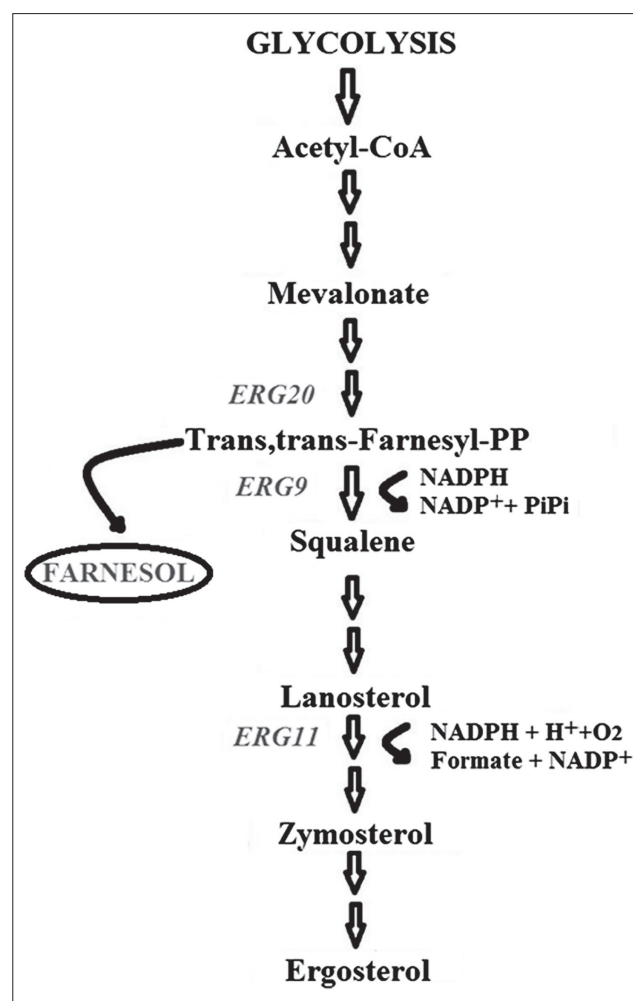 GLYCOLYSIS
Acetyl-CoA
Mevalonate
ERG20
Trans,trans-Farnesyl-PP
ERG9
NADPH
NADP⁺+ PiPi
Squalene
FARNESOL
Lanosterol
ERG11
NADPH + H⁺+O2
Formate + NADP⁺
Zymosterol
Ergosterol